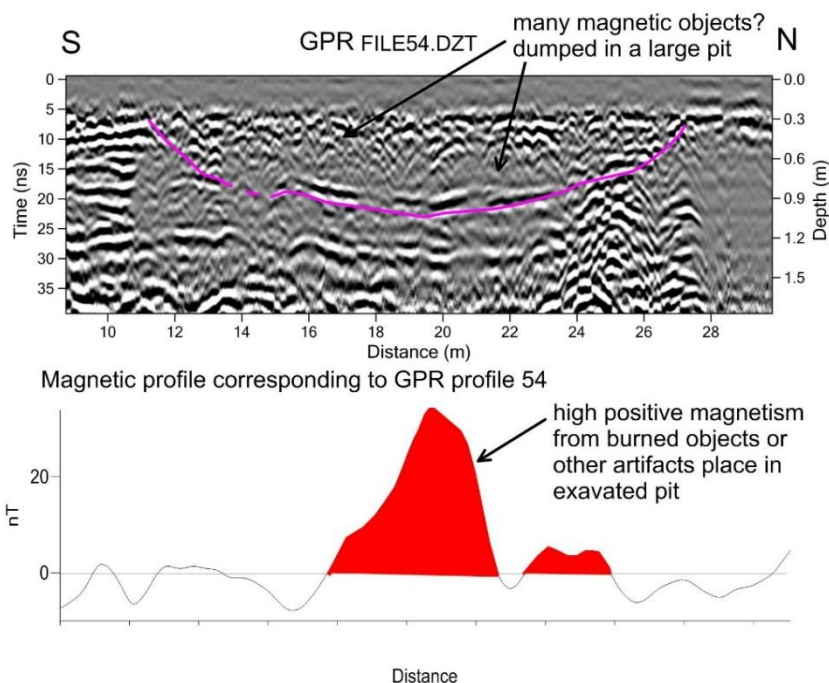 S
GPR FILE54.DZT
many magnetic objects?
dumped in a large pit
N
0
5
10
15
20
25
30
35
Time (ns)
0.0
0.3
0.6
0.9
1.2
1.5
Depth (m)
10 12 14 16 18 20 22 24 26 28
Distance (m)
Magnetic profile corresponding to GPR profile 54
high positive magnetism
from burned objects or
other artifacts place in
exavated pit
20
0
nT
Distance